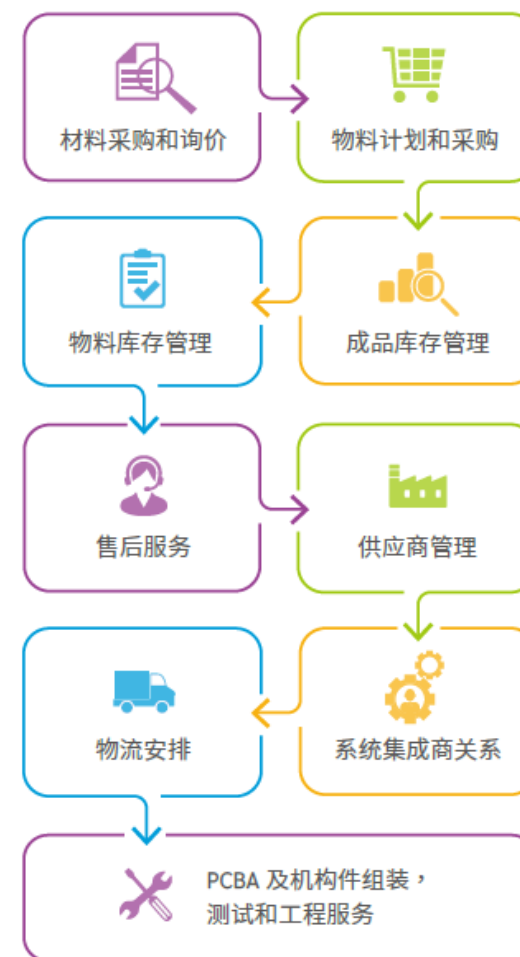 材料采购和询价
物料计划和采购
物料库存管理
成品库存管理
售后服务
供应商管理
物流安排
系统集成商关系
PCBA 及机构件组装，
测试和工程服务